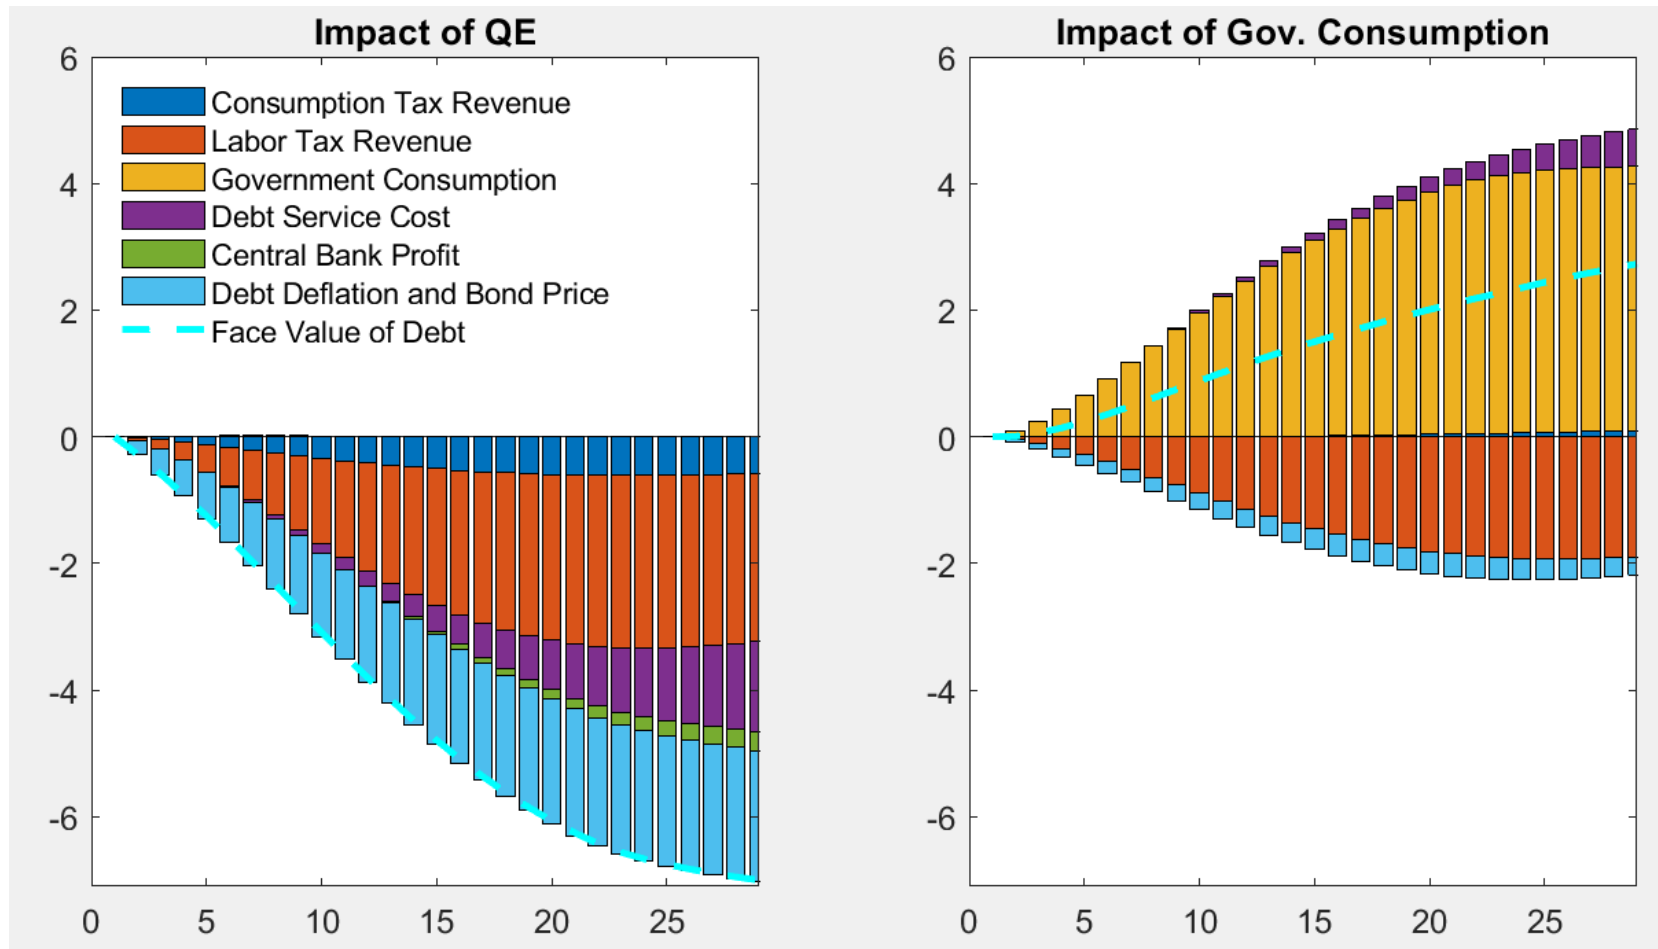 Impact of QE
6
4
2
0
-2
-4
-6
0 5 10 15 20 25
Consumption Tax Revenue
Labor Tax Revenue
Government Consumption
Debt Service Cost
Central Bank Profit
Debt Deflation and Bond Price
Face Value of Debt
Impact of Gov. Consumption
6
4
2
0
-2
-4
-6
0 5 10 15 20 25